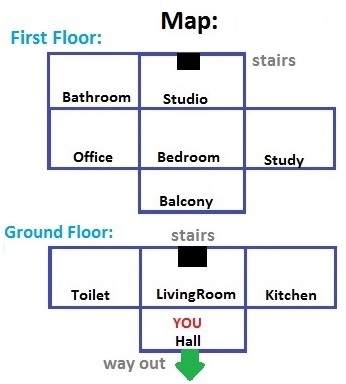 Map:
First Floor:
stairs
Bathroom Studio
Office Bedroom Study
Balcony
Ground Floor:
stairs
Toilet LivingRoom Kitchen
YOU
Hall
way out